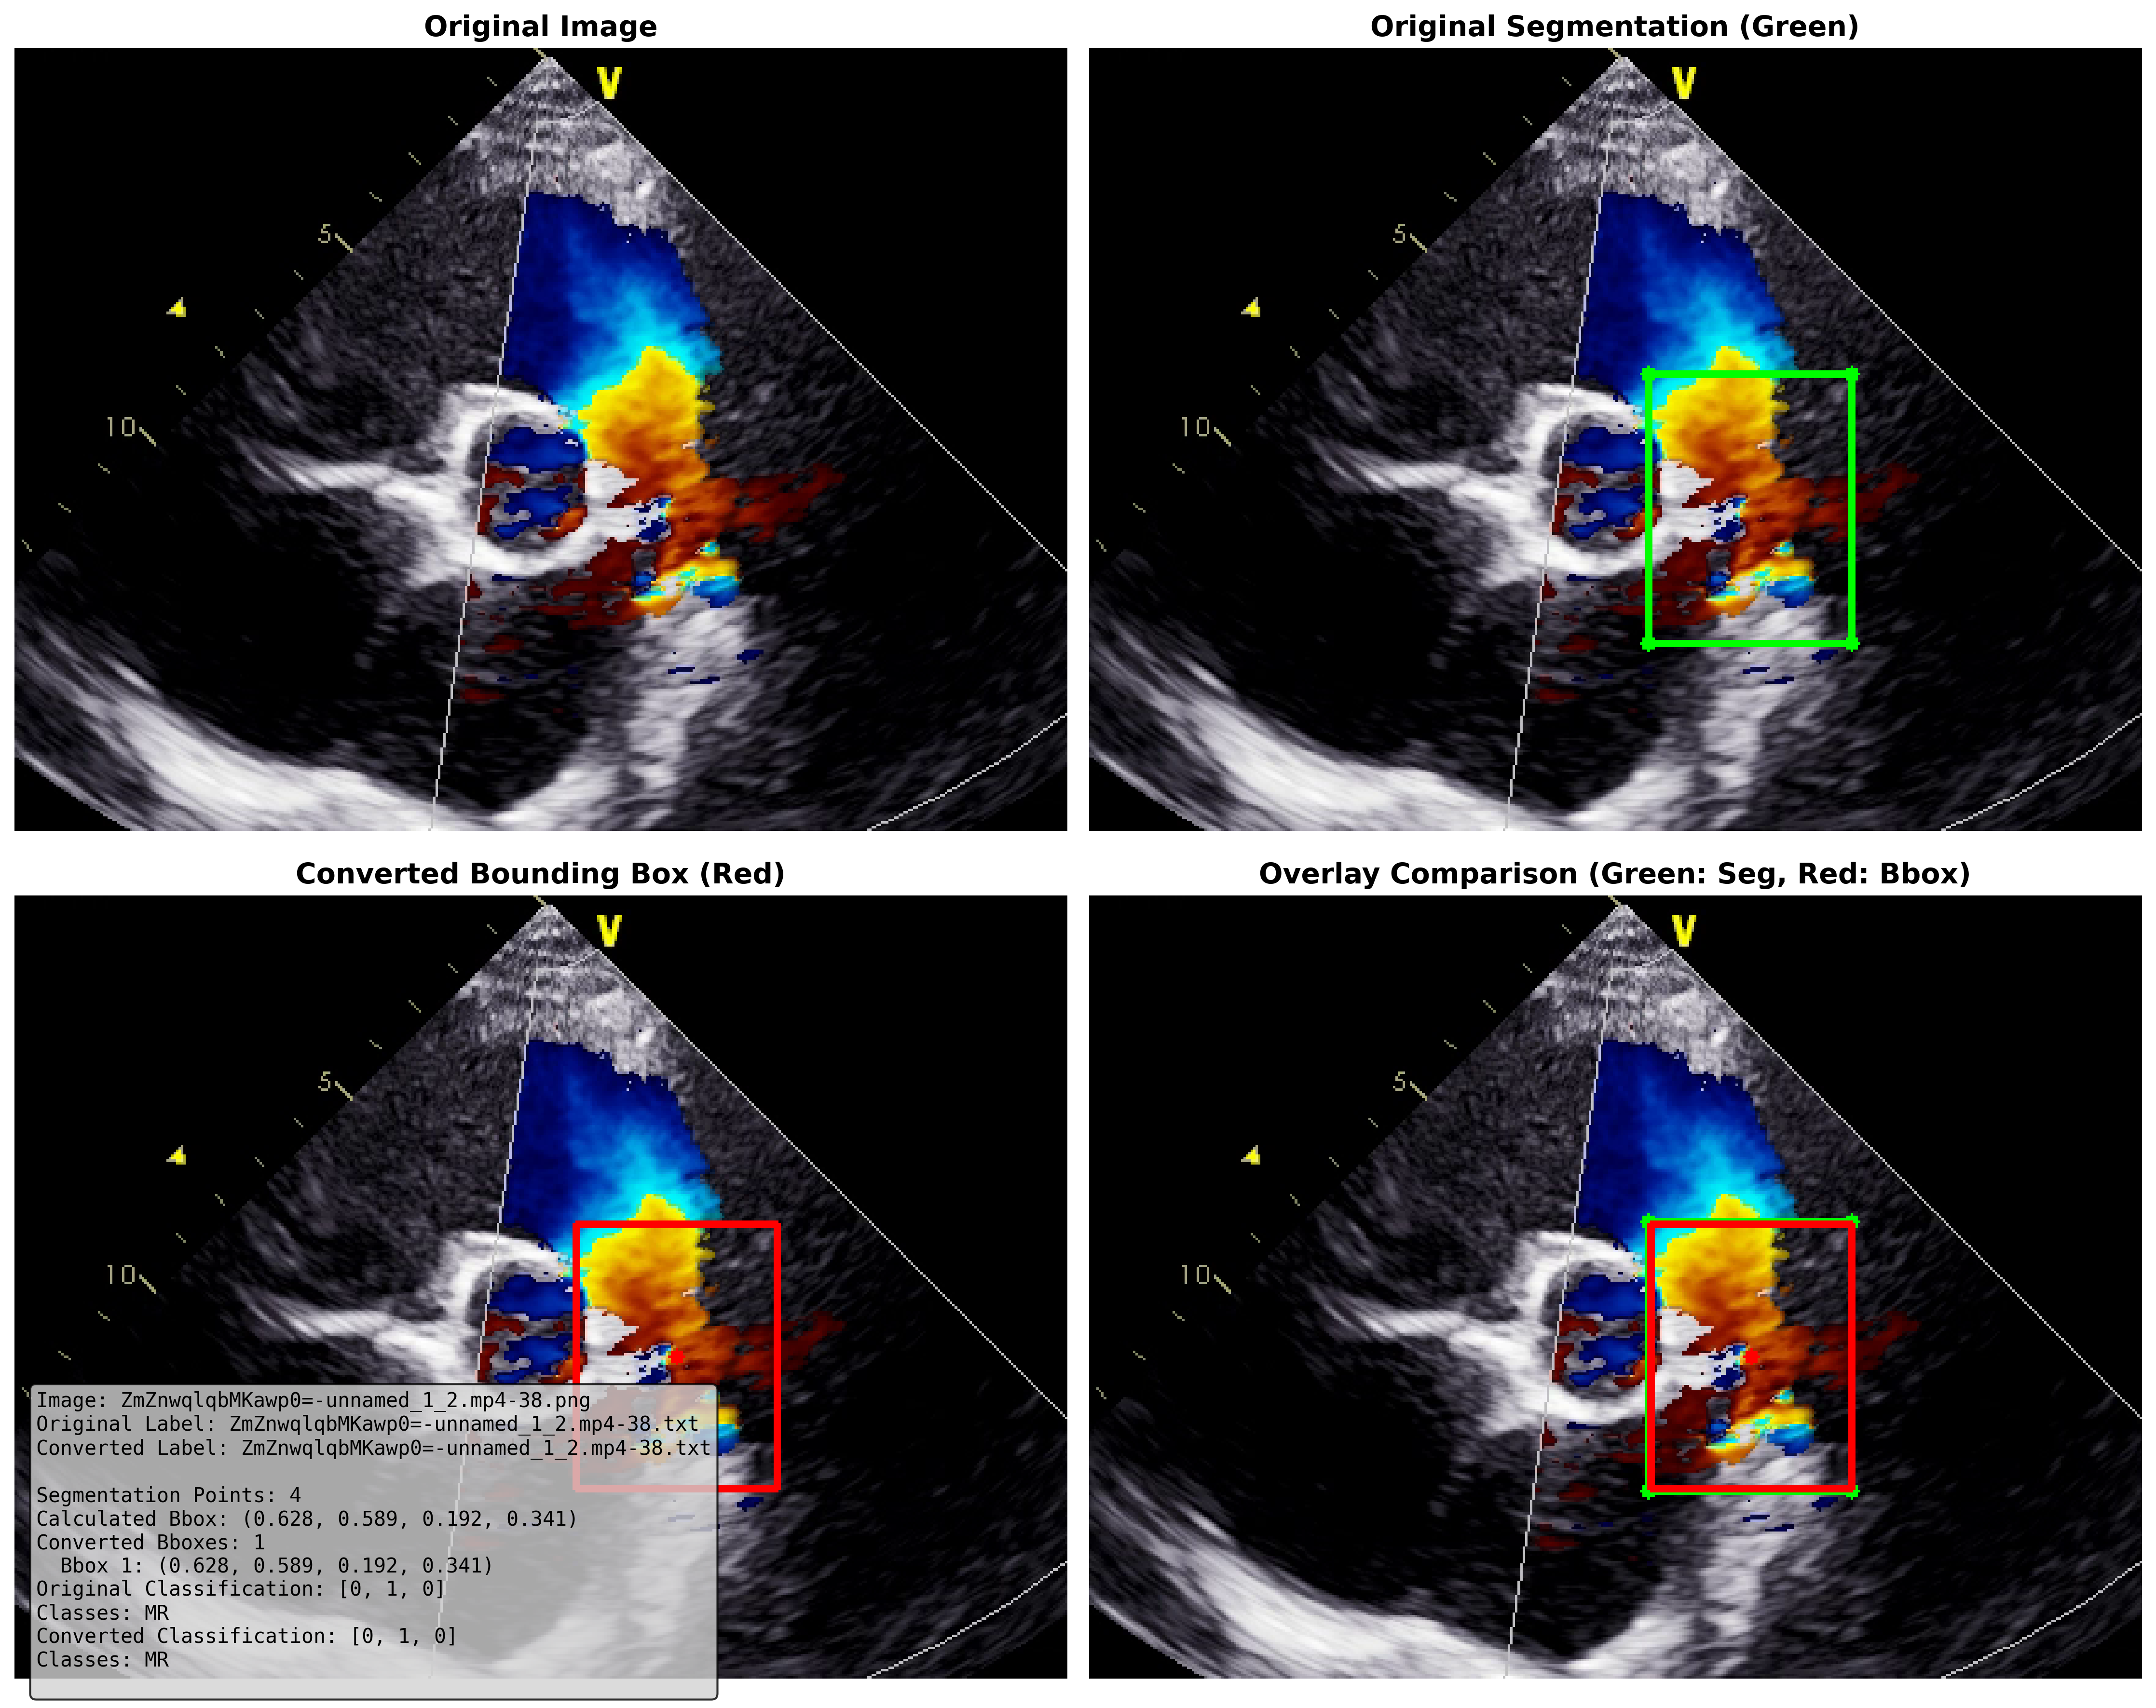 Original Image
Original Segmentation (Green)
V
5
10
V
5
10
Converted Bounding Box (Red)
Overlay Comparison (Green: Seg, Red: Bbox)
V
5
10
V
5
10
Image: ZmZnwqlqbMKawp0=-unnamed_1_2.mp4-38.png
Original Label: ZmZnwqlqbMKawp0=-unnamed_1_2.mp4-38.txt
Converted Label: ZmZnwqlqbMKawp0=-unnamed_1_2.mp4-38.txt
Segmentation Points: 4
Calculated Bbox: (0.628, 0.589, 0.192, 0.341)
Converted Bboxes: 1
Bbox 1: (0.628, 0.589, 0.192, 0.341)
Original Classification: [0, 1, 0]
Classes: MR
Converted Classification: [0, 1, 0]
Classes: MR